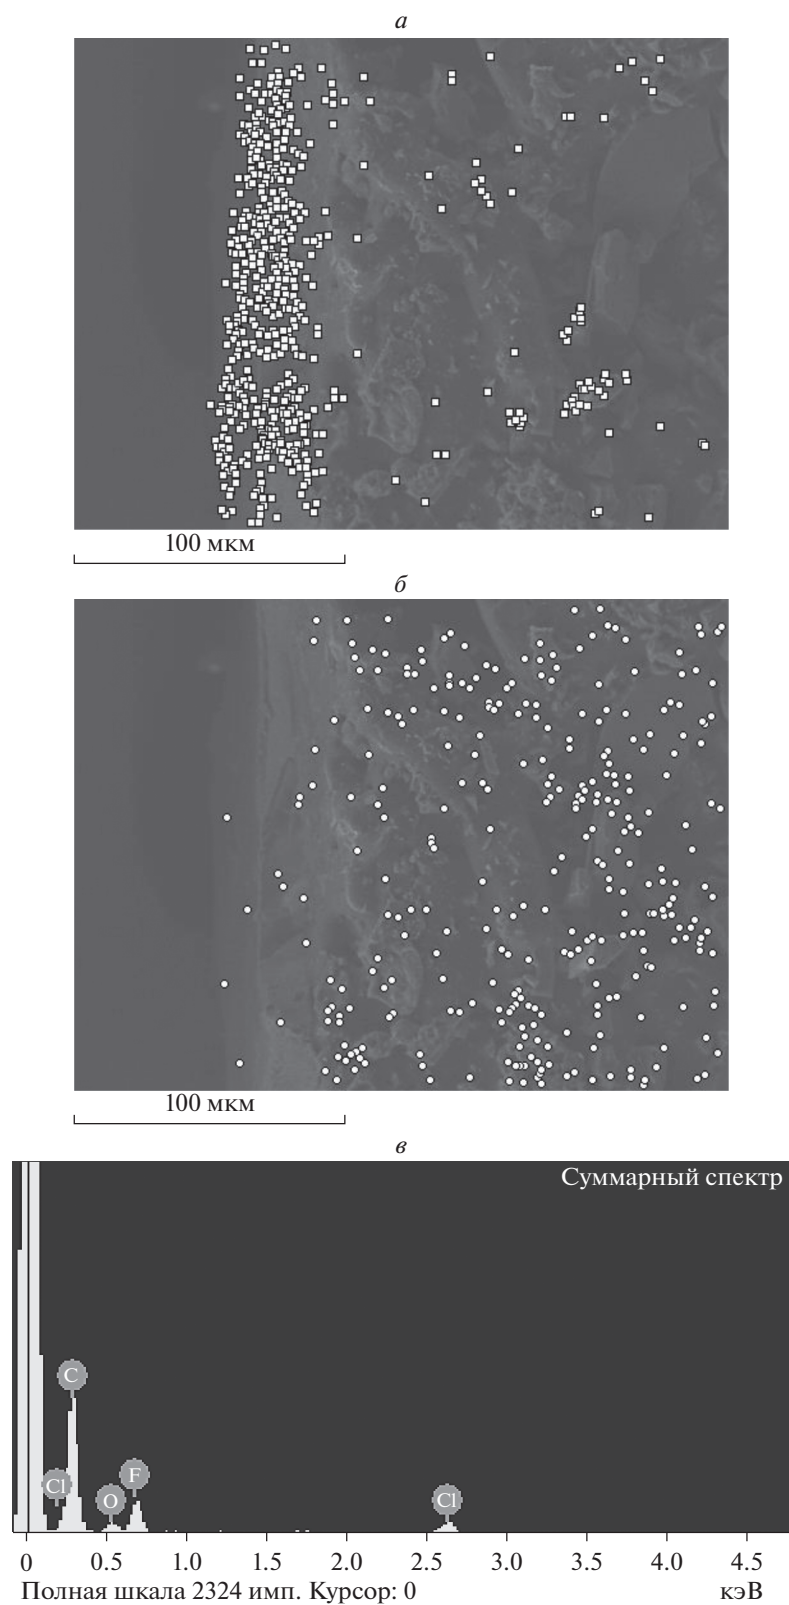 а
100 мкм
б
100 мкм
в
Суммарный спектр
C
Cl
O
F
Cl
0 0.5 1.0 1.5 2.0 2.5 3.0 3.5 4.0 4.5
Полная шкала 2324 имп. Курсор: 0 кэВ